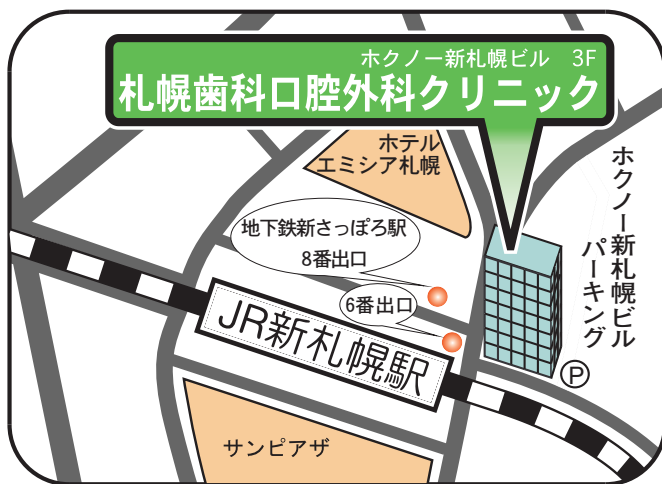 ホクノー新札幌ビル 3F
札幌歯科口腔外科クリニック
ホテル
エミシア札幌
ホクノー新札幌ビル
パーキング
地下鉄新さっぽろ駅
8番出口
6番出口
JR新札幌駅
P
サンピアザ